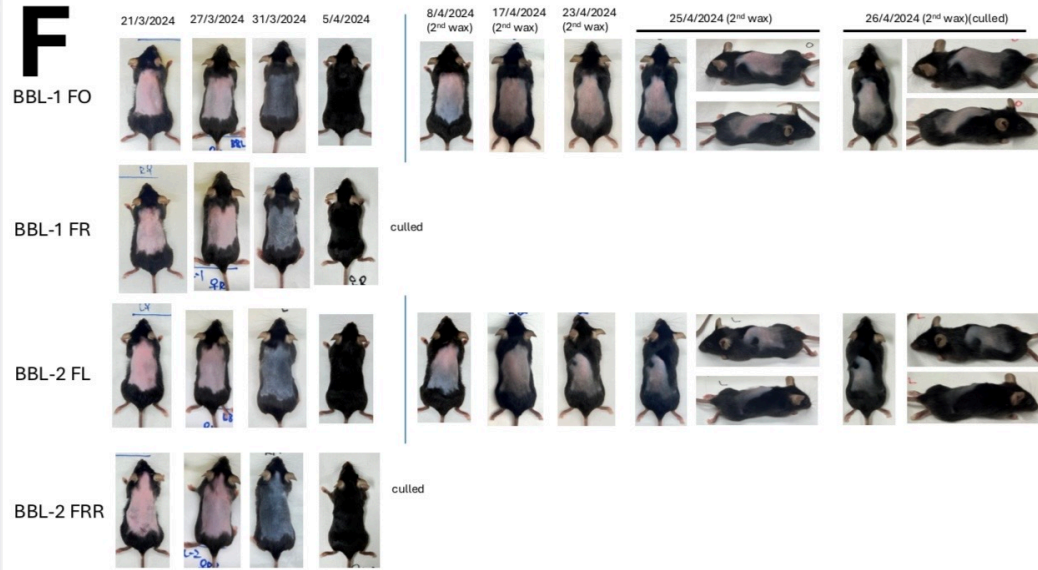 F
21/3/2024
27/3/2024
31/3/2024
5/4/2024
8/4/2024
(2nd wax)
17/4/2024
(2nd wax)
23/4/2024
(2nd wax)
25/4/2024 (2nd wax)
26/4/2024 (2nd wax)(culled)
BBL-1 FO
BBL-1 FR
culled
BBL-2 FL
BBL-2 FRR
culled